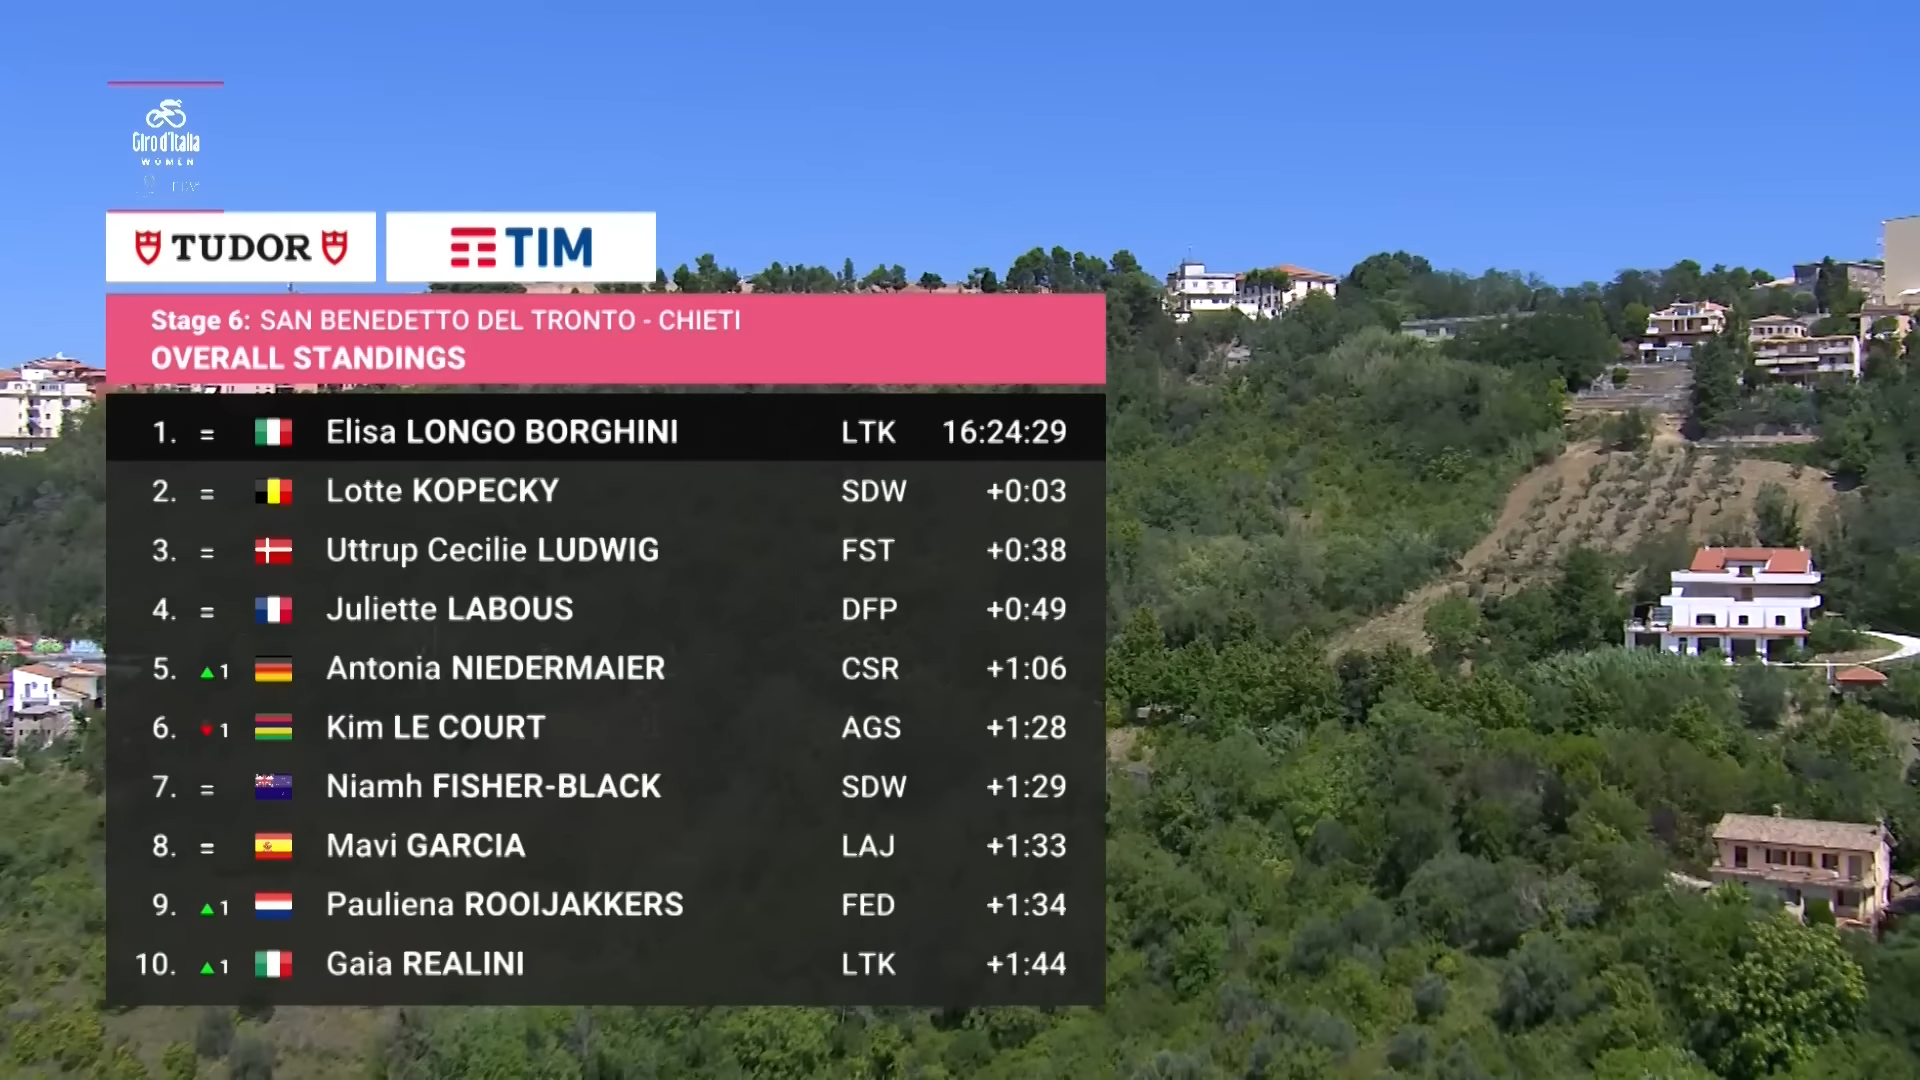 Giro d'Italia
WOMEN
TUDOR
TIM
Stage 6: SAN BENEDETTO DEL TRONTO - CHIETI
OVERALL STANDINGS
1. = Elisa LONGO BORGHINI LTK 16:24:29
2. = Lotte KOPECKY SDW +0:03
3. = Uttrup Cecilie LUDWIG FST +0:38
4. = Juliette LABOUS DFP +0:49
5. ▲1 Antonia NIEDERMAIER CSR +1:06
6. ▼1 Kim LE COURT AGS +1:28
7. = Niamh FISHER-BLACK SDW +1:29
8. = Mavi GARCIA LAJ +1:33
9. ▲1 Pauliena ROOIJAKKERS FED +1:34
10. ▲1 Gaia REALINI LTK +1:44